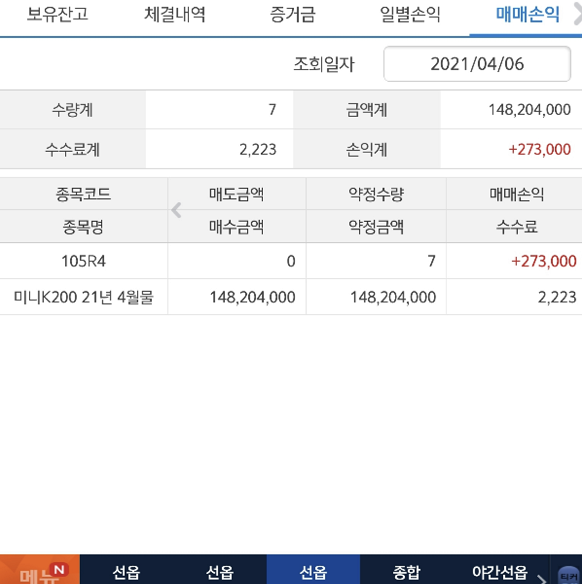 보유잔고 체결내역 증거금 일별손익 매매손익
조회일자 2021/04/06
수량계 7 금액계 148,204,000
수수료계 2,223 손익계 +273,000
종목코드 매도금액 약정수량 매매손익
종목명 매수금액 약정금액 수수료
105R4 0 7 +273,000
미니K200 21년 4월물 148,204,000 148,204,000 2,223
메뉴 N 선옵 선옵 선옵 종합 야간선옵 티커